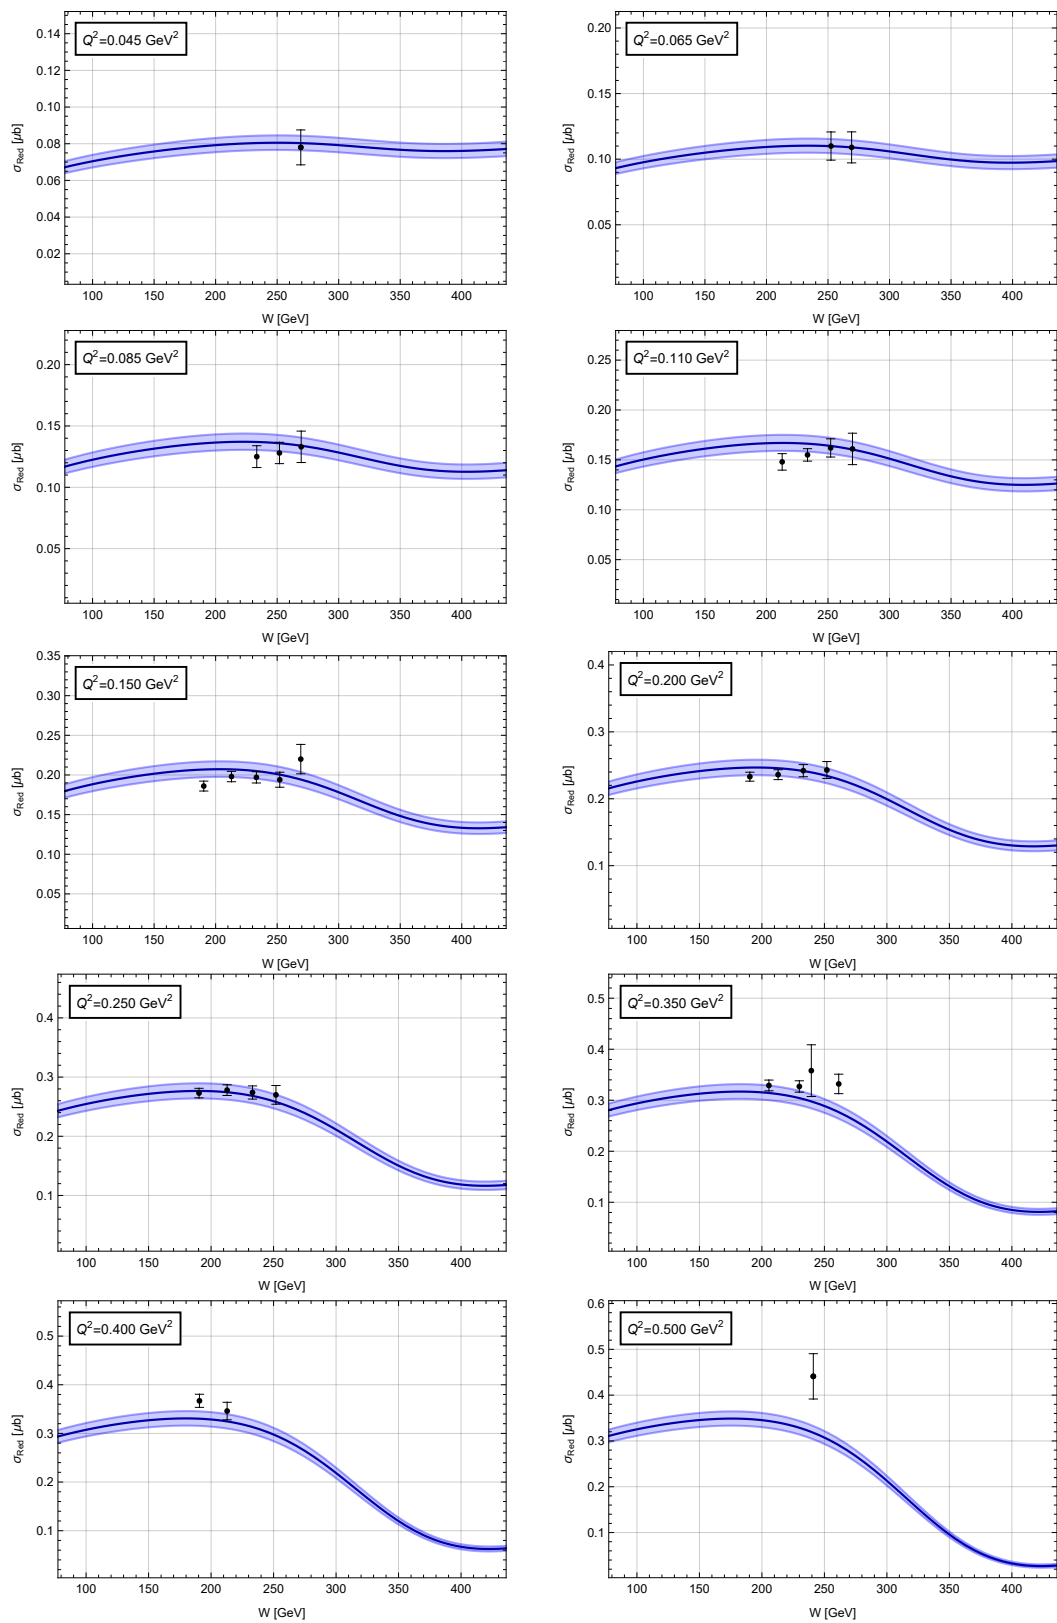 Q²=0.045 GeV²
σRed [μb]
0.14
0.12
0.10
0.08
0.06
0.04
0.02
100 150 200 250 300 350 400
W [GeV]
Q²=0.065 GeV²
σRed [μb]
0.20
0.15
0.10
0.05
100 150 200 250 300 350 400
W [GeV]
Q²=0.085 GeV²
σRed [μb]
0.20
0.15
0.10
0.05
100 150 200 250 300 350 400
W [GeV]
Q²=0.110 GeV²
σRed [μb]
0.25
0.20
0.15
0.10
0.05
100 150 200 250 300 350 400
W [GeV]
Q²=0.150 GeV²
σRed [μb]
0.35
0.30
0.25
0.20
0.15
0.10
0.05
100 150 200 250 300 350 400
W [GeV]
Q²=0.200 GeV²
σRed [μb]
0.4
0.3
0.2
0.1
100 150 200 250 300 350 400
W [GeV]
Q²=0.250 GeV²
σRed [μb]
0.4
0.3
0.2
0.1
100 150 200 250 300 350 400
W [GeV]
Q²=0.350 GeV²
σRed [μb]
0.5
0.4
0.3
0.2
0.1
100 150 200 250 300 350 400
W [GeV]
Q²=0.400 GeV²
σRed [μb]
0.5
0.4
0.3
0.2
0.1
100 150 200 250 300 350 400
W [GeV]
Q²=0.500 GeV²
σRed [μb]
0.6
0.5
0.4
0.3
0.2
0.1
100 150 200 250 300 350 400
W [GeV]